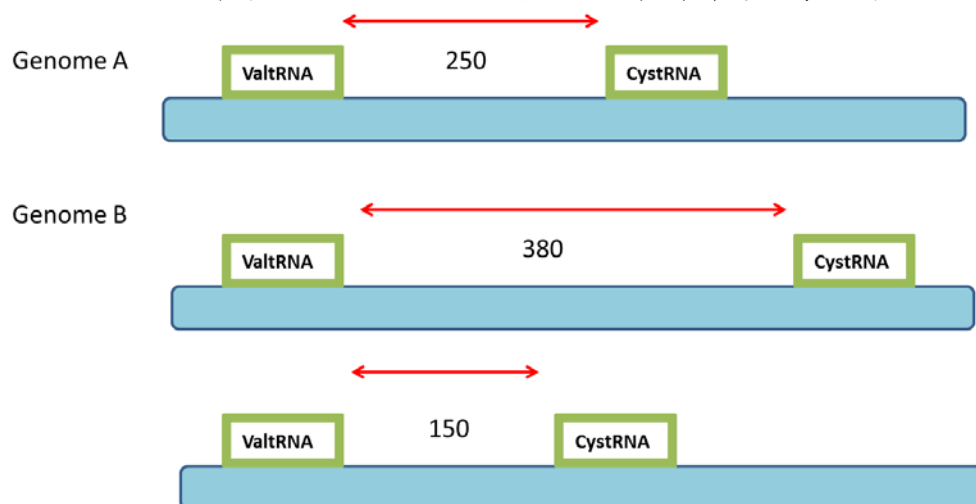 Genome A
ValtRNA
250
CystRNA
Genome B
ValtRNA
380
CystRNA
ValtRNA
150
CystRNA